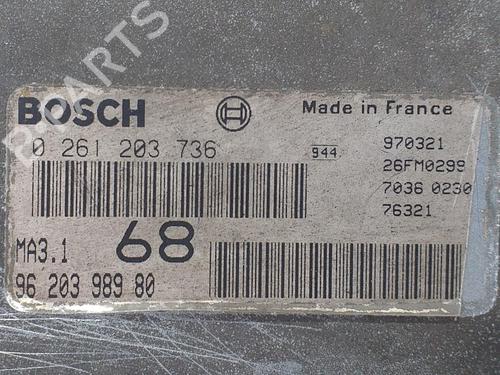 BOSCH
Made in France
0 261 203 736
944
970321
26FM0299
7036 0230
76321
MA3.1
68
96 203 989 80
B-PARTS